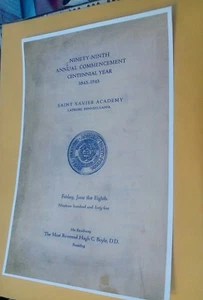 NINETY-NINTH
ANNUAL COMMENCEMENT
CENTENNIAL YEAR
1845-1945
SAINT XAVIER ACADEMY
LATROBE, PENNSYLVANIA
Friday, June the Eighth
Nineteen hundred and forty-five
His Excellency
The Most Reverend Hugh C. Boyle, D.D.
Presiding